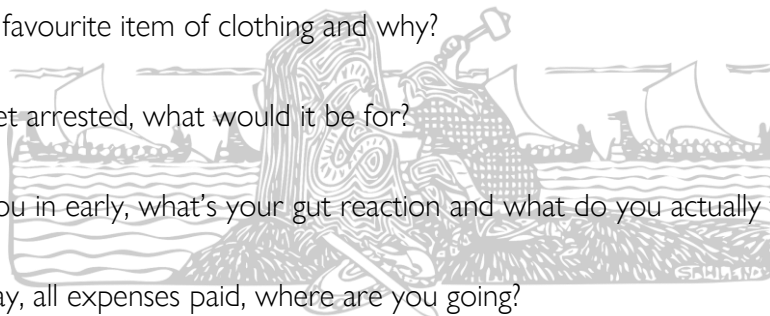 favourite item of clothing and why?
et arrested, what would it be for?
ou in early, what’s your gut reaction and what do you actually
ay, all expenses paid, where are you going?